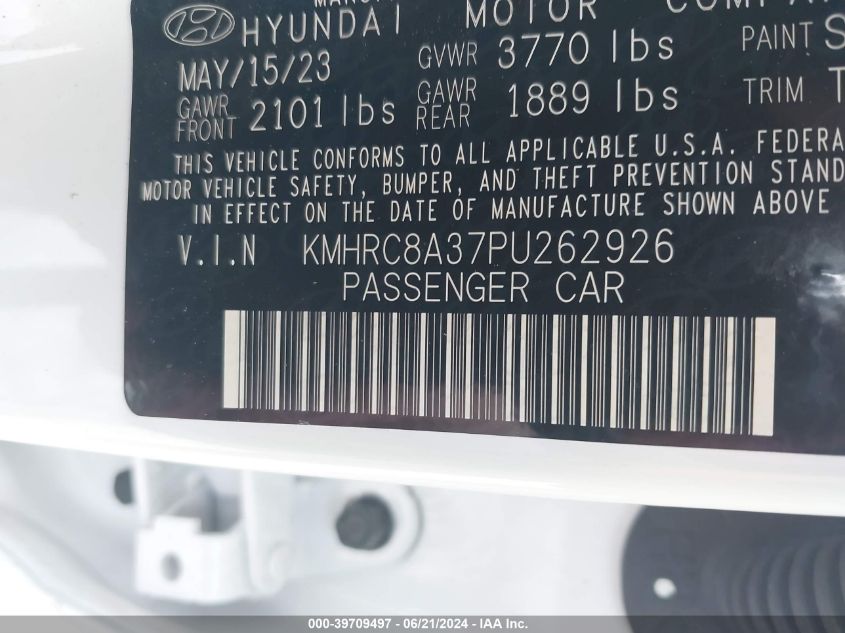 HYUNDAI MOTOR
MAY/15/23 GVWR 3770 lbs PAINT
GAWR FRONT 2101 lbs GAWR REAR 1889 lbs TRIM
THIS VEHICLE CONFORMS TO ALL APPLICABLE U.S.A. FEDERA
MOTOR VEHICLE SAFETY, BUMPER, AND THEFT PREVENTION STAND
IN EFFECT ON THE DATE OF MANUFACTURE SHOWN ABOVE
V.I.N KMHRC8A37PU262926
PASSENGER CAR
000-39709497 - 06/21/2024 - IAA Inc.